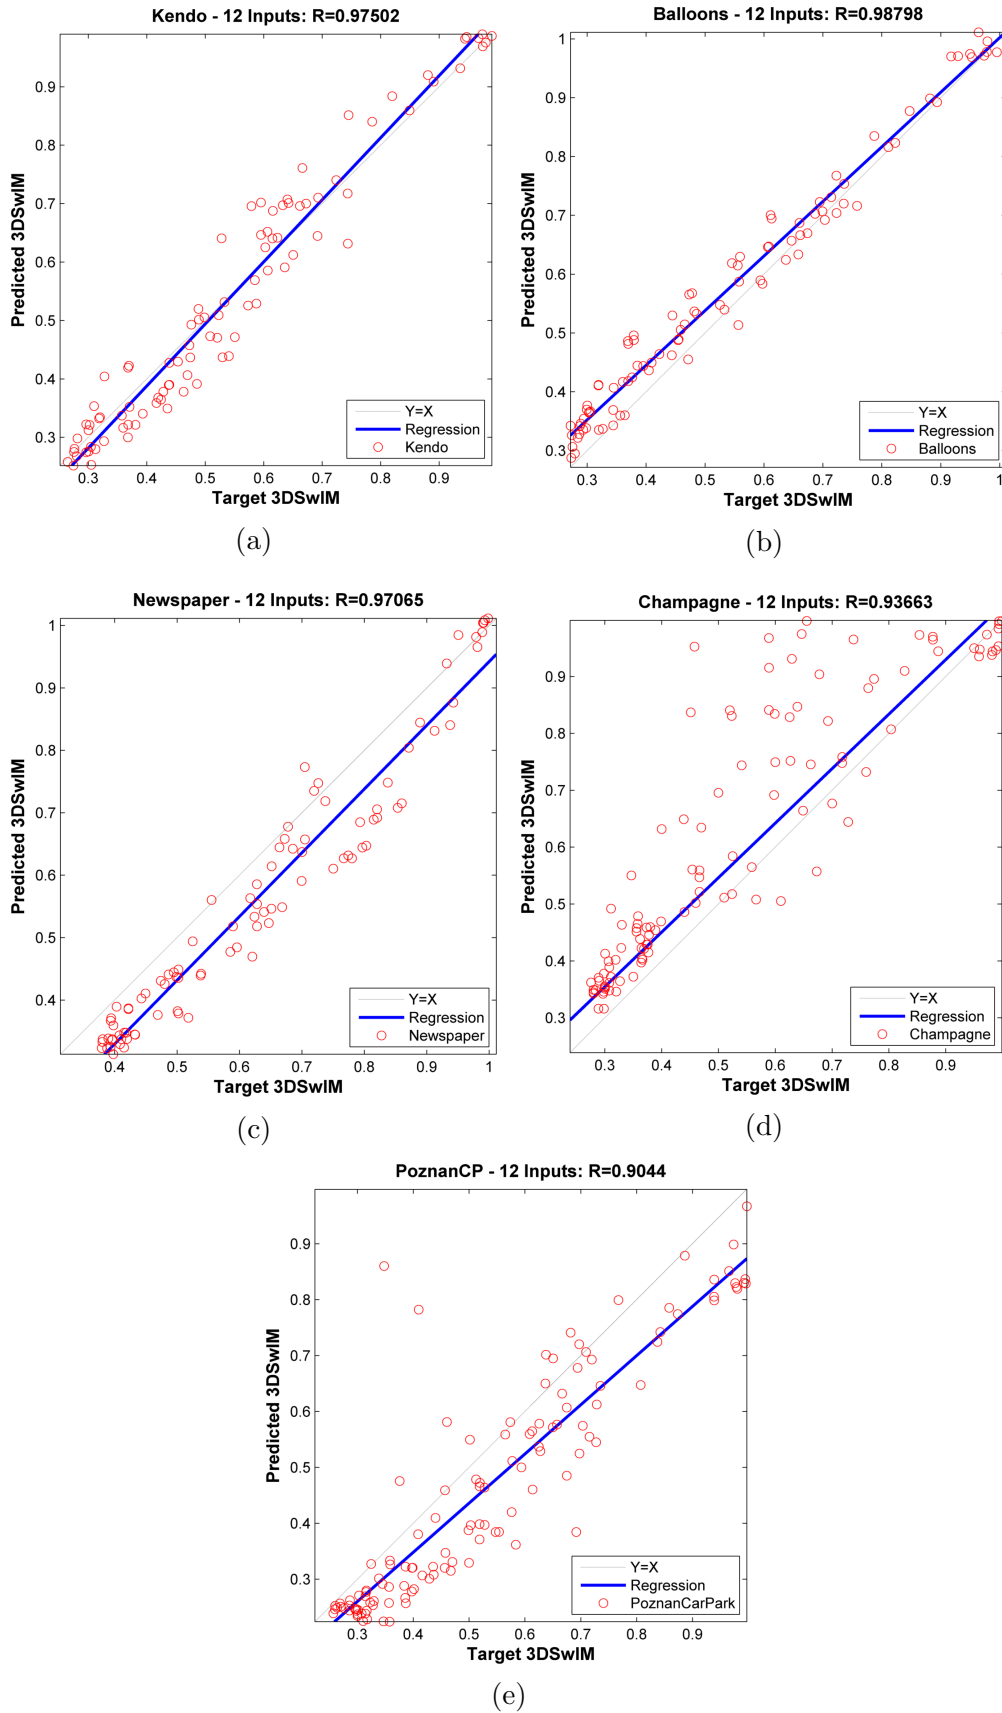 Kendo - 12 Inputs: R=0.97502
Predicted 3DSwIM
0.9
0.8
0.7
0.6
0.5
0.4
0.3
Y=X
Regression
Kendo
0.3 0.4 0.5 0.6 0.7 0.8 0.9
Target 3DSwIM
(a)
Balloons - 12 Inputs: R=0.98798
Predicted 3DSwIM
1
0.9
0.8
0.7
0.6
0.5
0.4
0.3
Y=X
Regression
Balloons
0.3 0.4 0.5 0.6 0.7 0.8 0.9 1
Target 3DSwIM
(b)
Newspaper - 12 Inputs: R=0.97065
Predicted 3DSwIM
1
0.9
0.8
0.7
0.6
0.5
0.4
Y=X
Regression
Newspaper
0.4 0.5 0.6 0.7 0.8 0.9 1
Target 3DSwIM
(c)
Champagne - 12 Inputs: R=0.93663
Predicted 3DSwIM
0.9
0.8
0.7
0.6
0.5
0.4
0.3
Y=X
Regression
Champagne
0.3 0.4 0.5 0.6 0.7 0.8 0.9
Target 3DSwIM
(d)
PoznanCP - 12 Inputs: R=0.9044
Predicted 3DSwIM
0.9
0.8
0.7
0.6
0.5
0.4
0.3
Y=X
Regression
PoznanCarPark
0.3 0.4 0.5 0.6 0.7 0.8 0.9
Target 3DSwIM
(e)